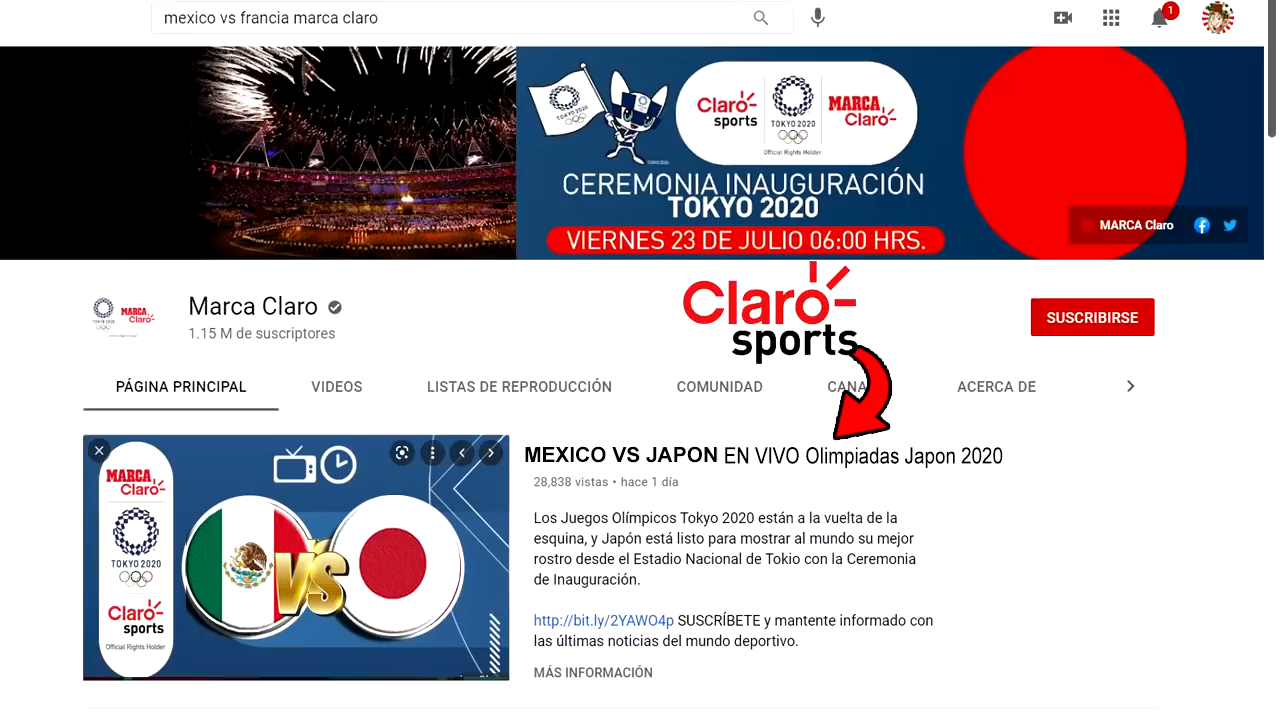 mexico vs francia marca claro
1
TOKYO 2020
Claro
sports
TOKYO 2020
Official Rights Holder
MARCA
Claro
CEREMONIA INAUGURACIÓN
TOKYO 2020
VIERNES 23 DE JULIO 06:00 HRS.
MARCA Claro
Marca Claro
1.15 M de suscriptores
MARCA
Claro
Claro
sports
SUSCRIBIRSE
PÁGINA PRINCIPAL
VIDEOS
LISTAS DE REPRODUCCIÓN
COMUNIDAD
CANA
ACERCA DE
MARCA
Claro
TOKYO 2020
Claro
sports
Official Rights Holder
VS
MEXICO VS JAPON EN VIVO Olimpiadas Japon 2020
28,838 vistas • hace 1 día
Los Juegos Olímpicos Tokyo 2020 están a la vuelta de la
esquina, y Japón está listo para mostrar al mundo su mejor
rostro desde el Estadio Nacional de Tokio con la Ceremonia
de Inauguración.
http://bit.ly/2YAWO4p SUSCRÍBETE y mantente informado con
las últimas noticias del mundo deportivo.
MÁS INFORMACIÓN